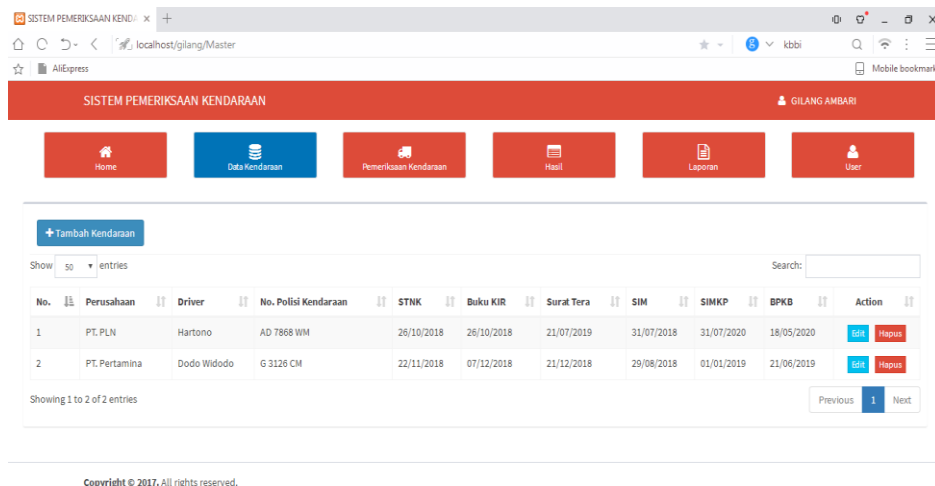 SISTEM PEMERIKSAAN KENDA
localhost/gilang/Master
kbbi
AliExpress
Mobile bookmark
SISTEM PEMERIKSAAN KENDARAAN
GILANG AMBARI
Home
Data Kendaraan
Pemeriksaan Kendaraan
Hasil
Laporan
User
Tambah Kendaraan
Show 50 entries
Search:
No. Perusahaan Driver No. Polisi Kendaraan STNK Buku KIR Surat Tera SIM SIMKP BPKB Action
1 PT. PLN Hartono AD 7868 WM 26/10/2018 26/10/2018 21/07/2019 31/07/2018 31/07/2020 18/05/2020 Edit Hapus
2 PT. Pertamina Dodo Widodo G 3126 CM 22/11/2018 07/12/2018 21/12/2018 29/08/2018 01/01/2019 21/06/2019 Edit Hapus
Showing 1 to 2 of 2 entries
Previous 1 Next
Copyright © 2017. All rights reserved.